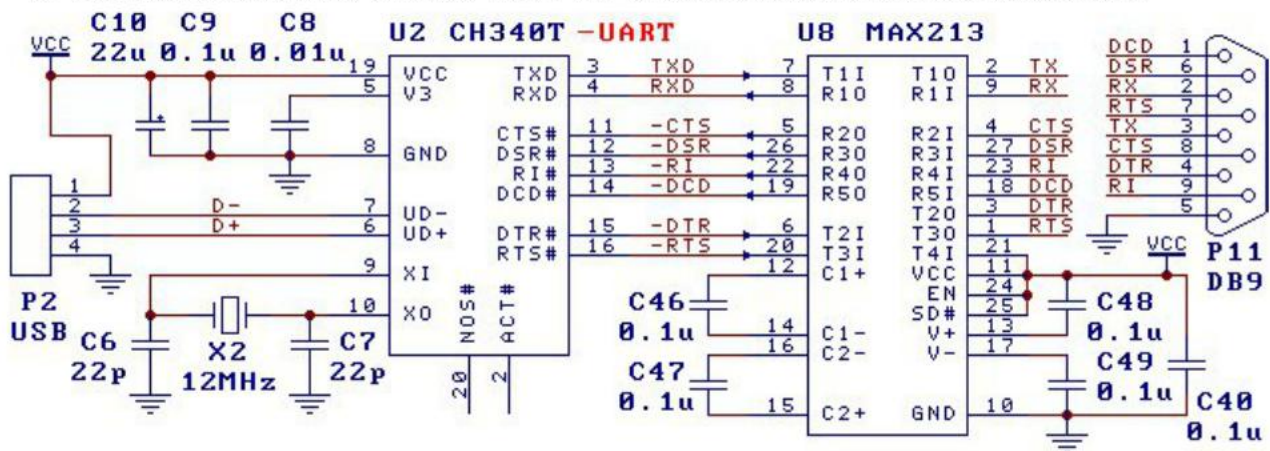 C10 C9 C8
VCC 22u 0.1u 0.01u
U2 CH340T -UART
19 VCC TXD 3 TXD
5 V3 RXD 4 RXD
CTS# 11 -CTS
8 GND DSR# 12 -DSR
RI# 13 -RI
DCD# 14 -DCD
7 UD-
6 UD+ DTR# 15 -DTR
RTS# 16 -RTS
9 XI
10 XO
NOS# ACT#
20 2
1
2 D-
3 D+
4
P2
USB
C6
22p
X2
12MHz
C7
22p
U8 MAX213
7 T1I T1O 2 TX
8 R1O R1I 9 RX
5 R2O R2I 4 CTS
26 R3O R3I 27 DSR
22 R4O R4I 23 RI
19 R5O R5I 18 DCD
T2O 3 DTR
6 T2I T3O 1 RTS
20 T3I T4I 21
12 C1+ VCC 11
EN 24
SD# 25
14 C1- V+ 13
16 C2- V- 17
15 C2+ GND 10
C46
0.1u
C47
0.1u
VCC
C48
0.1u
C49
0.1u
C40
0.1u
DCD 1
DSR 6
RX 2
RTS 7
TX 3
CTS 8
DTR 4
RI 9
5
P11
DB9